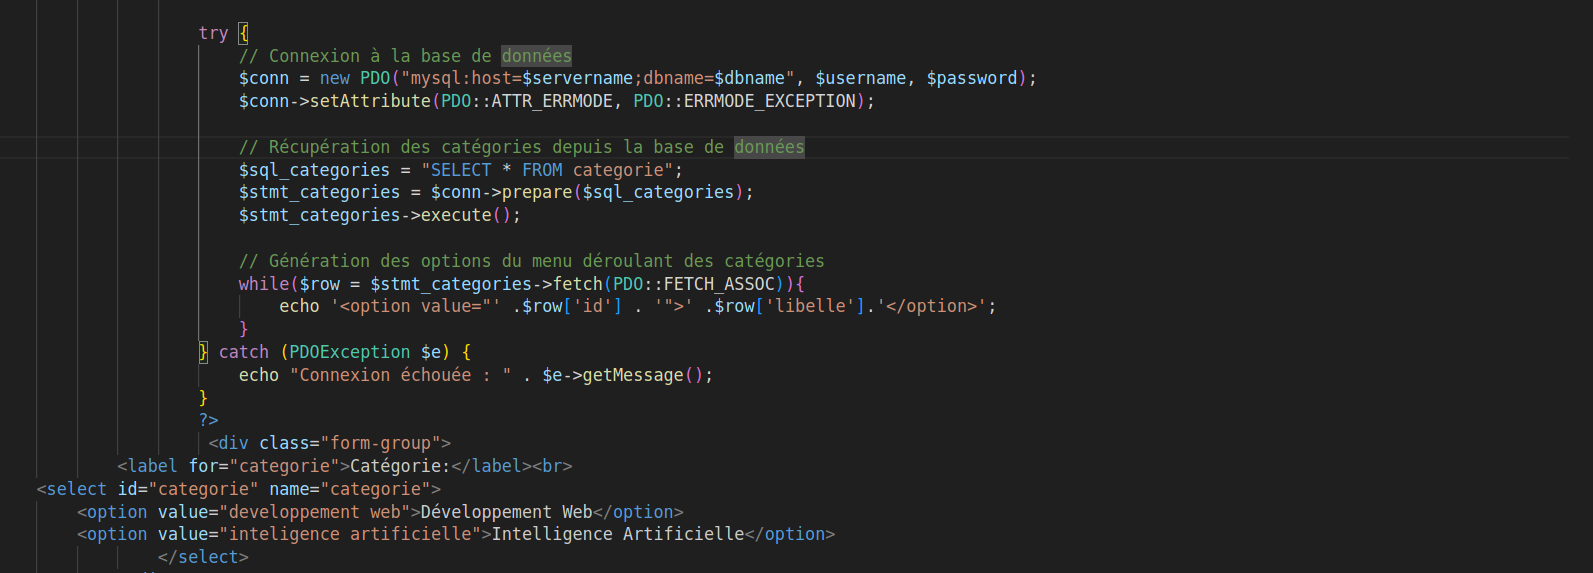 try {
// Connexion à la base de données
$conn = new PDO("mysql:host=$servername;dbname=$dbname", $username, $password);
$conn->setAttribute(PDO::ATTR_ERRMODE, PDO::ERRMODE_EXCEPTION);
// Récupération des catégories depuis la base de données
$sql_categories = "SELECT * FROM categorie";
$stmt_categories = $conn->prepare($sql_categories);
$stmt_categories->execute();
// Génération des options du menu déroulant des catégories
while($row = $stmt_categories->fetch(PDO::FETCH_ASSOC)){
echo '<option value="' .$row['id'] . '">' .$row['libelle'].'</option>';
}
} catch (PDOException $e) {
echo "Connexion échouée : " . $e->getMessage();
}
?>
<div class="form-group">
<label for="categorie">Catégorie:</label><br>
<select id="categorie" name="categorie">
<option value="developpement web">Développement Web</option>
<option value="inteligence artificielle">Intelligence Artificielle</option>
</select>